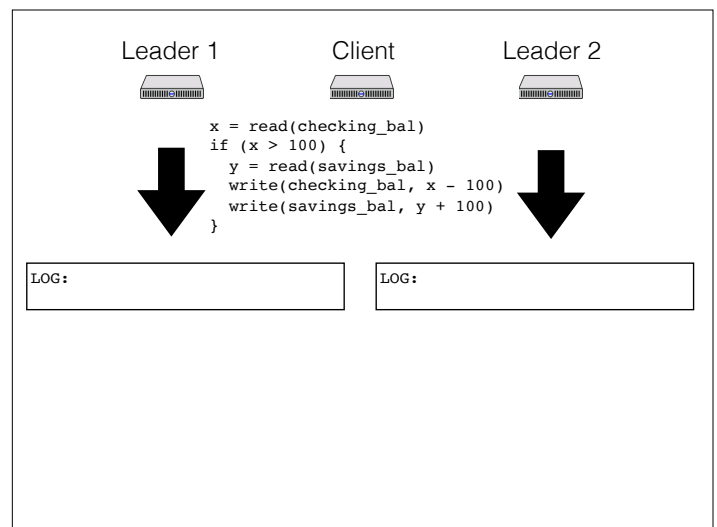 Leader 1 Client Leader 2
x = read(checking_bal)
if (x > 100) {
  y = read(savings_bal)
  write(checking_bal, x - 100)
  write(savings_bal, y + 100)
}
LOG: LOG: